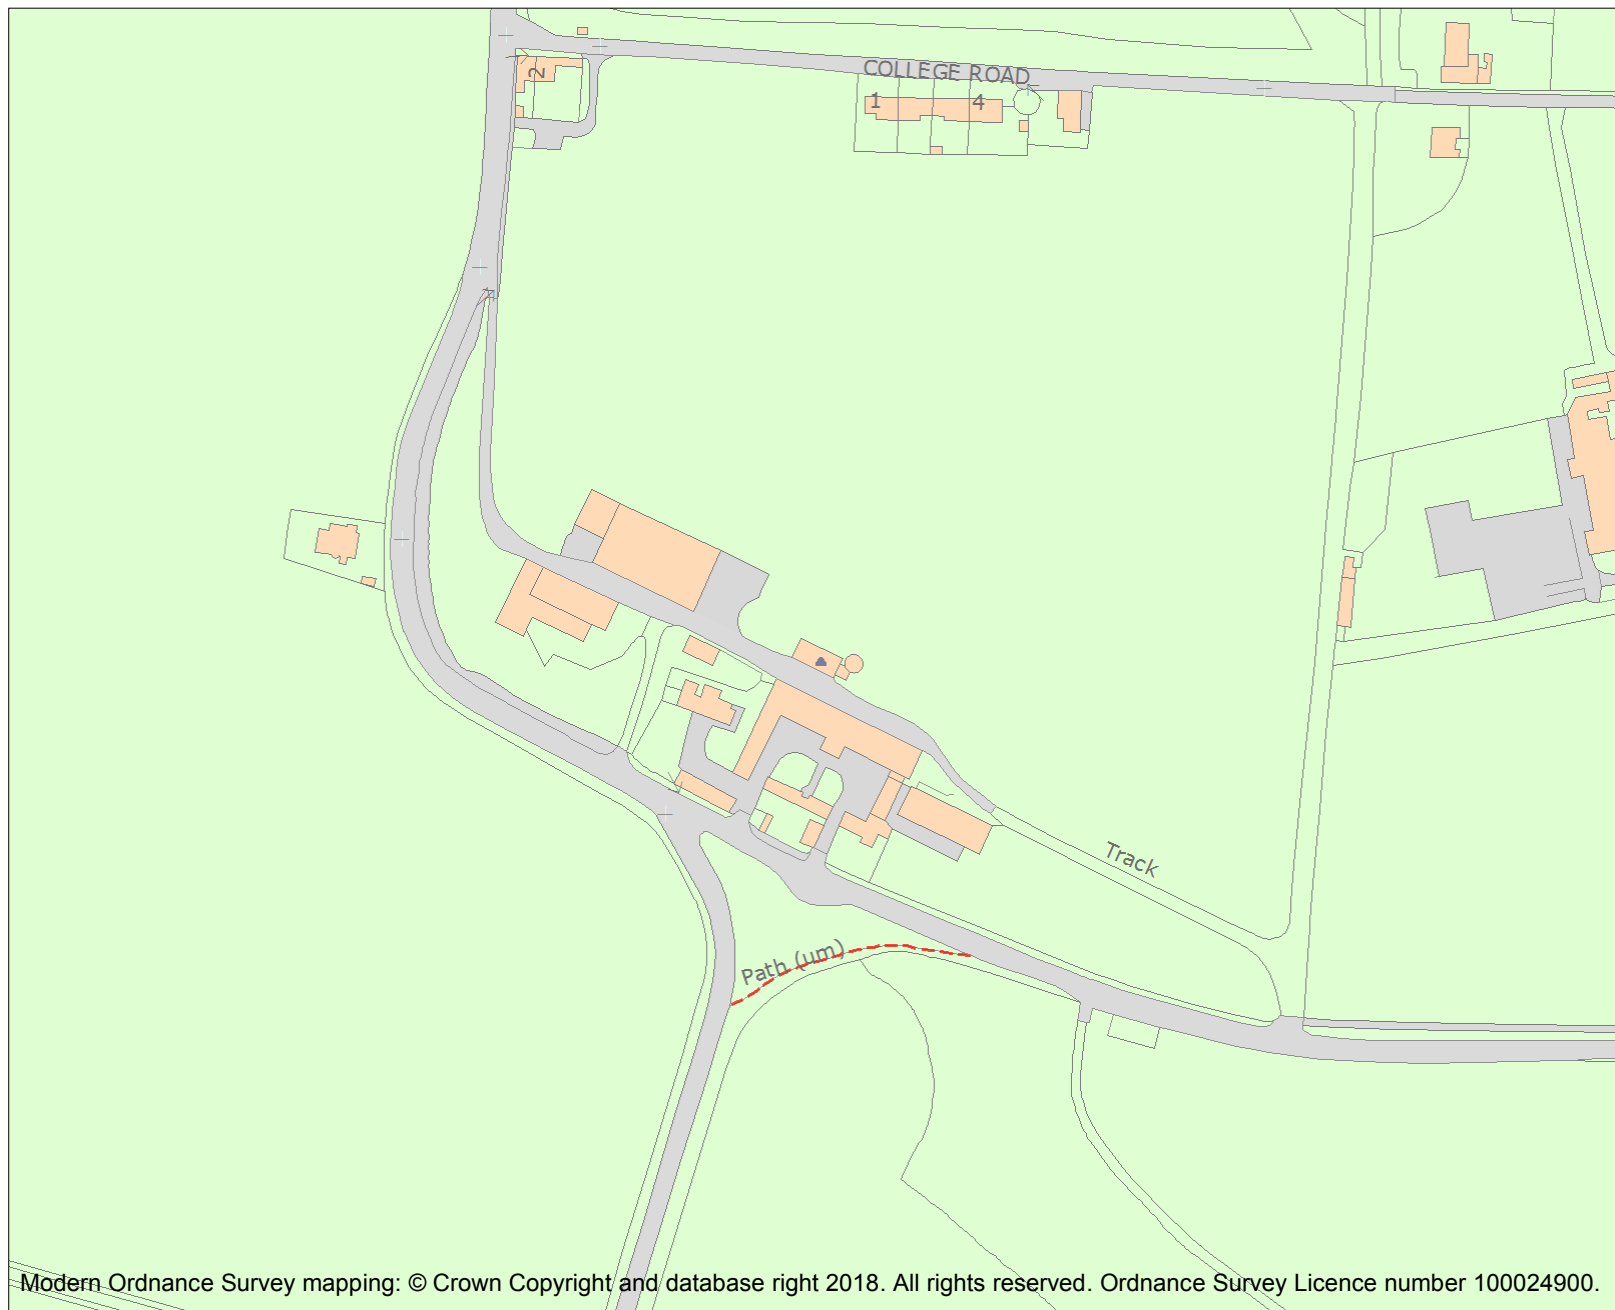 COLLEGE ROAD
2
1
4
Track
Path (um)
Modern Ordnance Survey mapping: © Crown Copyright and database right 2018. All rights reserved. Ordnance Survey Licence number 100024900.